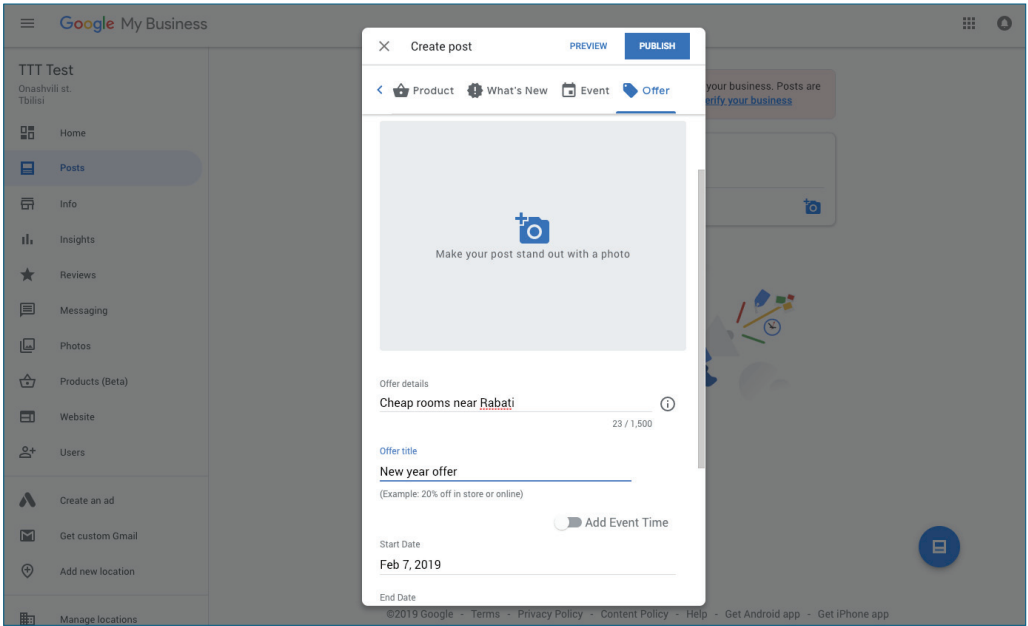 Google My Business
TTT Test
Onashvili st.
Tbilisi
Home
Posts
Info
Insights
Reviews
Messaging
Photos
Products (Beta)
Website
Users
Create an ad
Get custom Gmail
Add new location
Manage locations
Create post
PREVIEW
PUBLISH
Product
What's New
Event
Offer
Make your post stand out with a photo
Offer details
Cheap rooms near Rabati
23 / 1,500
Offer title
New year offer
(Example: 20% off in store or online)
Add Event Time
Start Date
Feb 7, 2019
End Date
your business. Posts are
erify your business
©2019 Google - Terms - Privacy Policy - Content Policy - Help - Get Android app - Get iPhone app